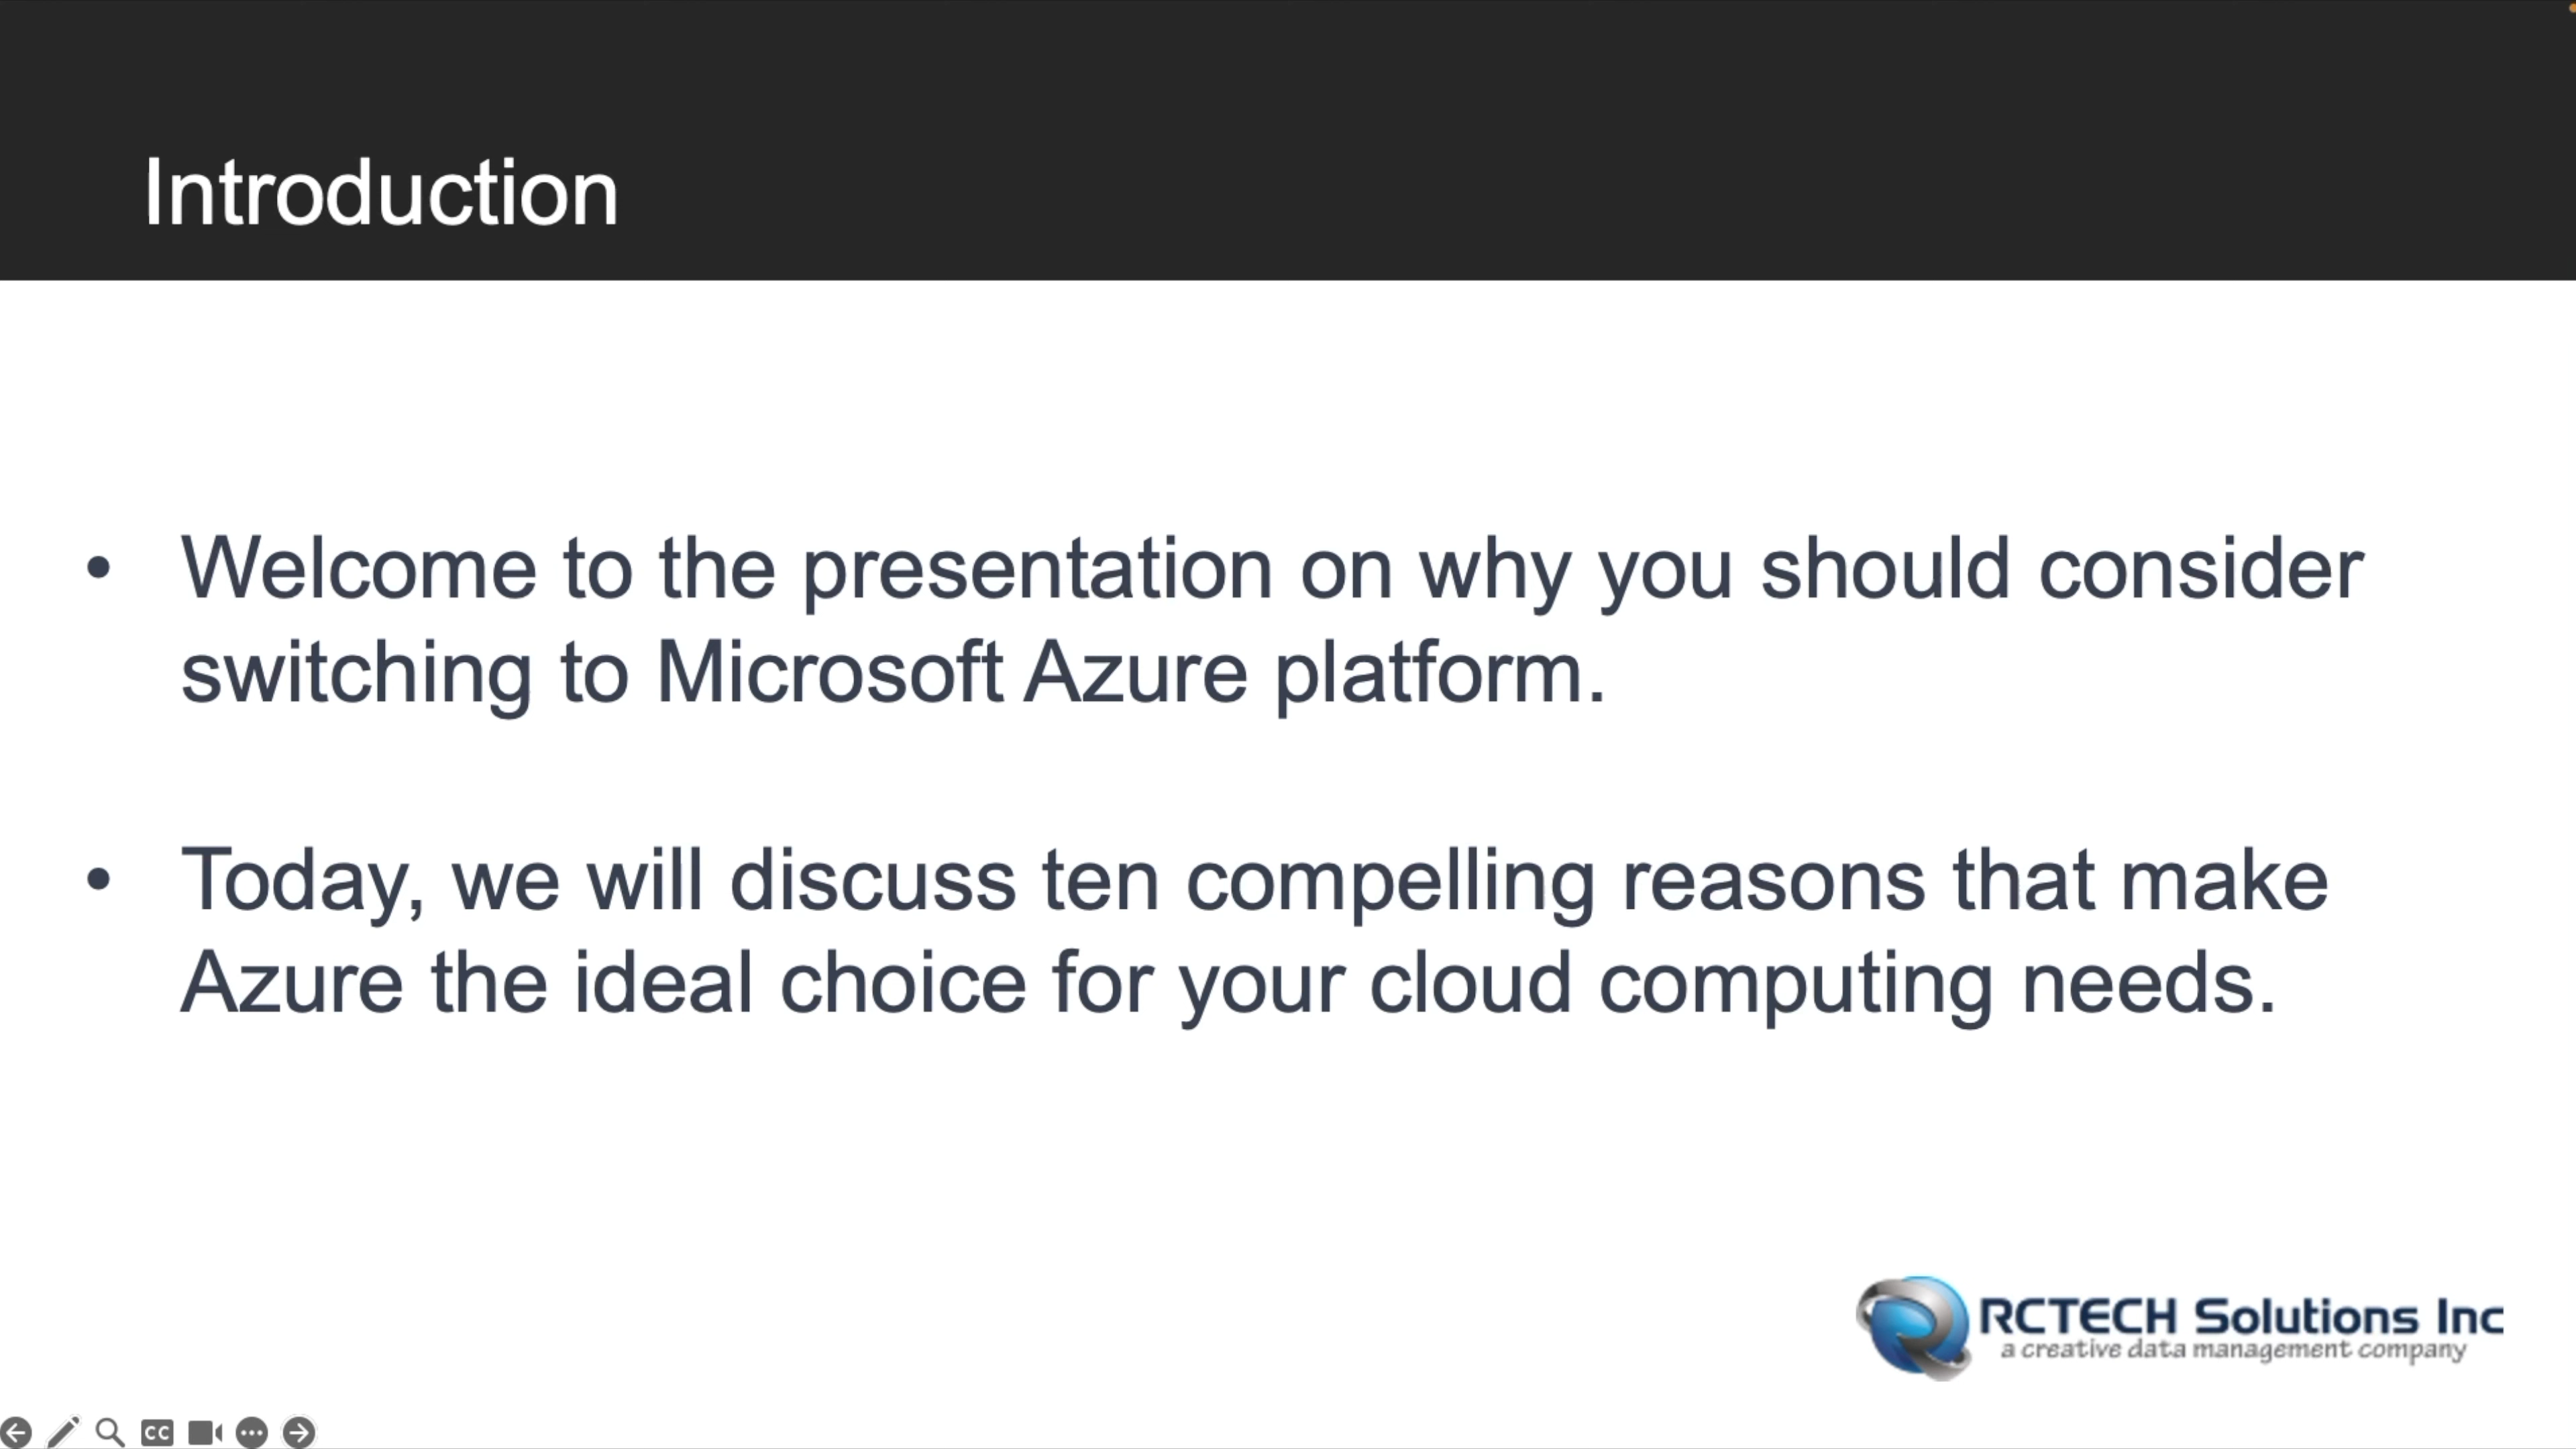 Introduction
• Welcome to the presentation on why you should consider
switching to Microsoft Azure platform.
• Today, we will discuss ten compelling reasons that make
Azure the ideal choice for your cloud computing needs.
RCTECH Solutions Inc
a creative data management company
CC